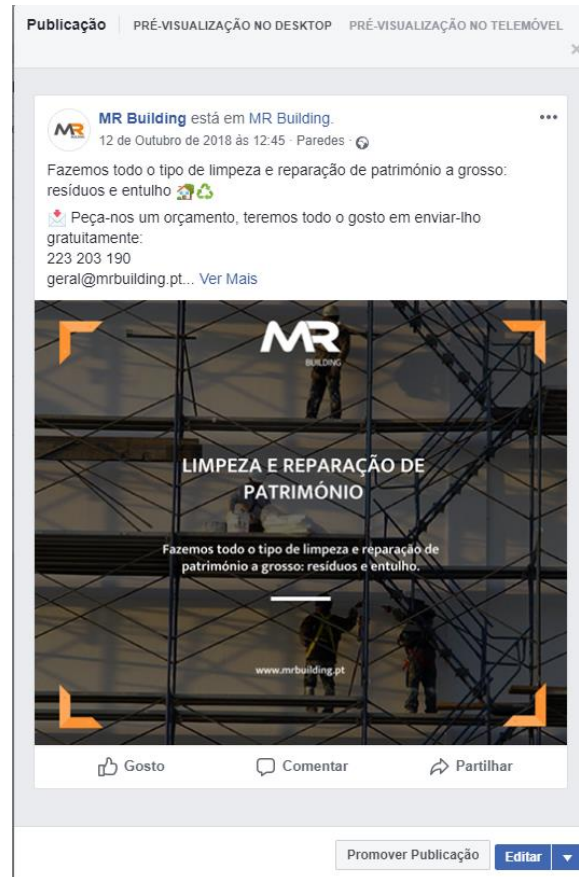 Publicação PRÉ-VISUALIZAÇÃO NO DESKTOP PRÉ-VISUALIZAÇÃO NO TELEMÓVEL
MR BUILDING
MR Building está em MR Building.
12 de Outubro de 2018 às 12:45 · Paredes ·
Fazemos todo o tipo de limpeza e reparação de património a grosso:
resíduos e entulho
Peça-nos um orçamento, teremos todo o gosto em enviar-lho
gratuitamente:
223 203 190
geral@mrbuilding.pt... Ver Mais
MR
BUILDING
LIMPEZA E REPARAÇÃO DE
PATRIMÓNIO
Fazemos todo o tipo de limpeza e reparação de
património a grosso: resíduos e entulho.
www.mrbuilding.pt
Gosto Comentar Partilhar
Promover Publicação Editar